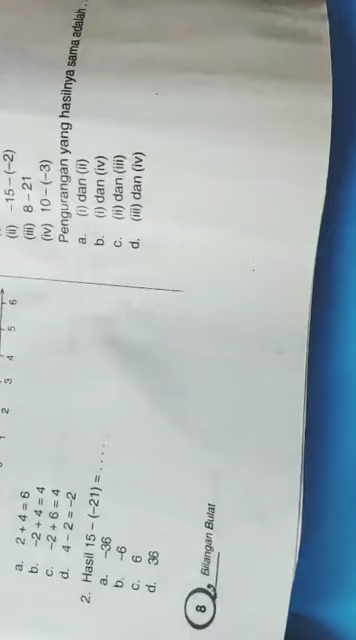 1 2 3 4 5 6
a. 2 + 4 = 6
b. -2 + 4 = 4
c. -2 + 6 = 4
d. 4 - 2 = -2
2. Hasil 15 - (-21) = . . . .
a. -36
b. -6
c. 6
d. 36
8 Bilangan Bulat
(ii) -15 - (-2)
(iii) 8 - 21
(iv) 10 - (-3)
Pengurangan yang hasilnya sama adalah . .
a. (i) dan (ii)
b. (i) dan (iv)
c. (ii) dan (iii)
d. (iii) dan (iv)